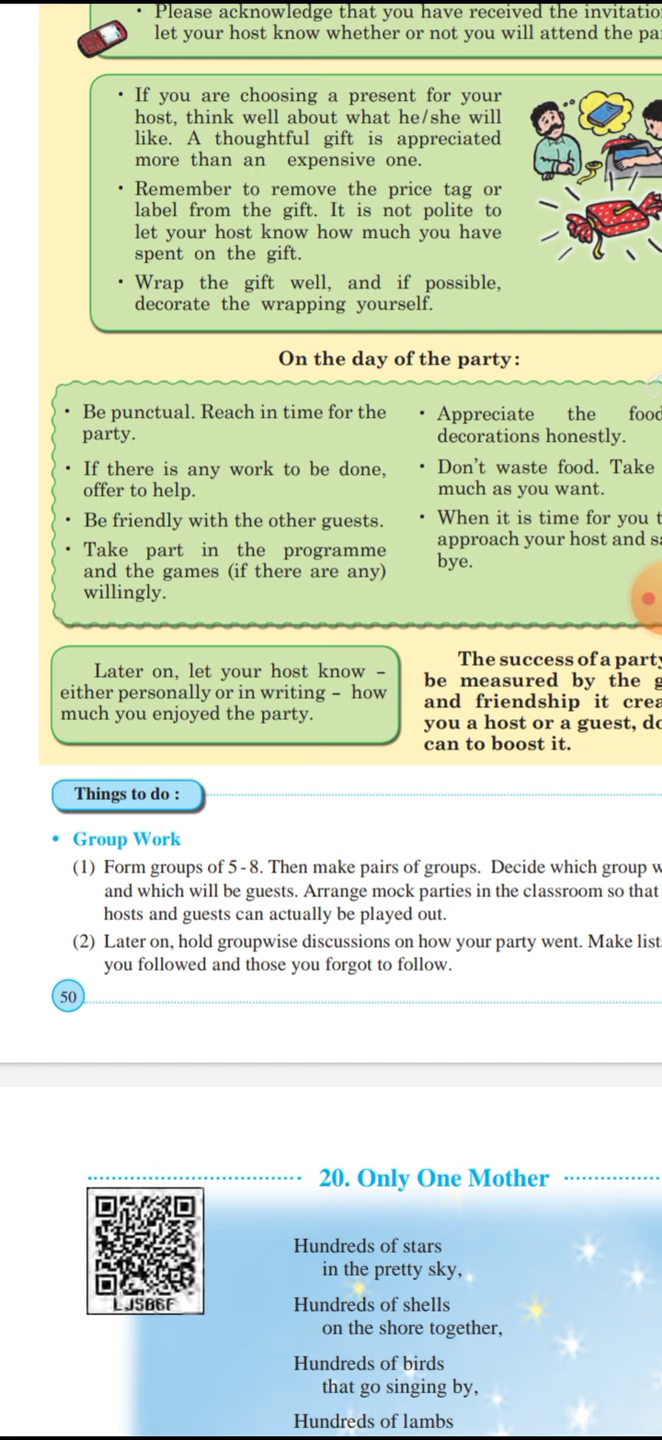 • Please acknowledge that you have received the
let your host know whether or not you will attend the
• If you are choosing a present for your
host, think well about what he/she will
like. A thoughtful gift is appreciated
more than an expensive one.
• Remember to remove the price tag or
label from the gift. It is not polite to
let your host know how much you have
spent on the gift.
• Wrap the gift well, and if possible,
decorate the wrapping yourself.
On the day of the party:
• Be punctual. Reach in time for the
party.
• If there is any work to be done,
offer to help.
• Be friendly with the other guests.
• Take part in the programme
and the games (if there are any)
willingly.
• Appreciate the food
decorations honestly.
• Don't waste food. Take
much as you want.
• When it is time for you
approach your host and
bye.
Later on, let your host know –
either personally or in writing – how
much you enjoyed the party.
The success of a party
be measured by the
and friendship it
you a host or a guest,
can to boost it.
Things to do :
• Group Work
(1) Form groups of 5-8. Then make pairs of groups. Decide which group
and which will be guests. Arrange mock parties in the classroom so that
hosts and guests can actually be played out.
(2) Later on, hold groupwise discussions on how your party went. Make
you followed and those you forgot to follow.
50
20. Only One Mother
LJSB6F
Hundreds of stars
in the pretty sky,
Hundreds of shells
on the shore together,
Hundreds of birds
that go singing by,
Hundreds of lambs